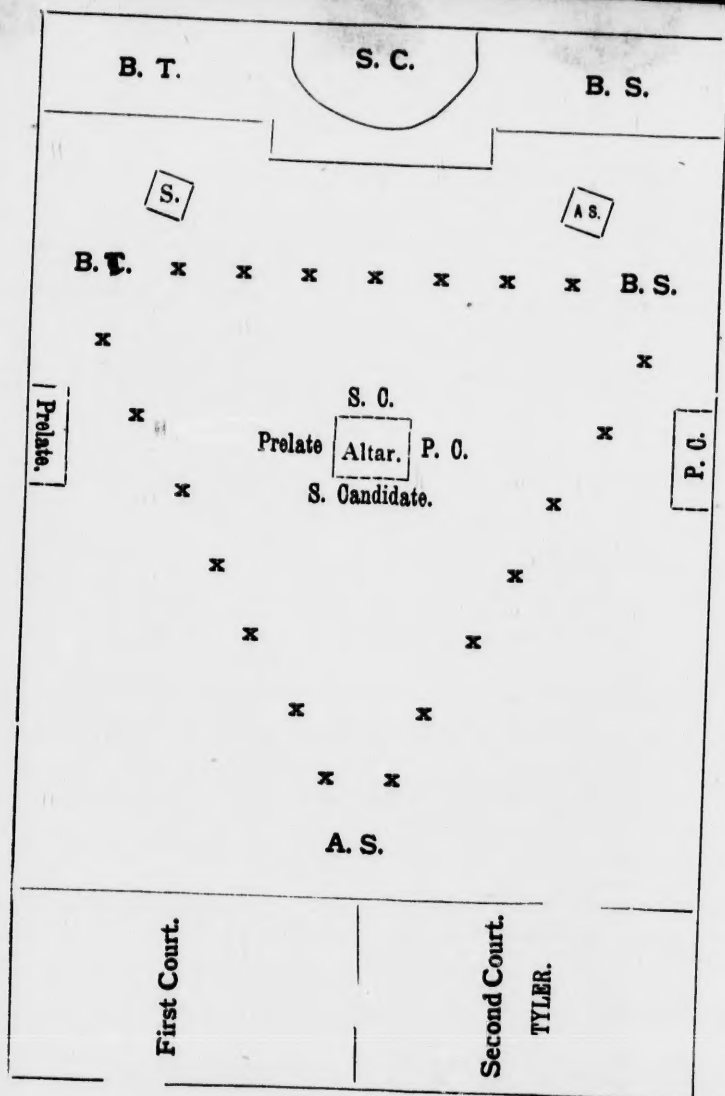 B. T. S. C. B. S.
S. A S.
B. T. x x x x x x x B. S.
x x
Prelate. x x P. C.
S. C.
Prelate Altar. P. C.
S. Candidate.
x x
x x
x x
x x
x x
A. S.
First Court. Second Court.
TYLER.